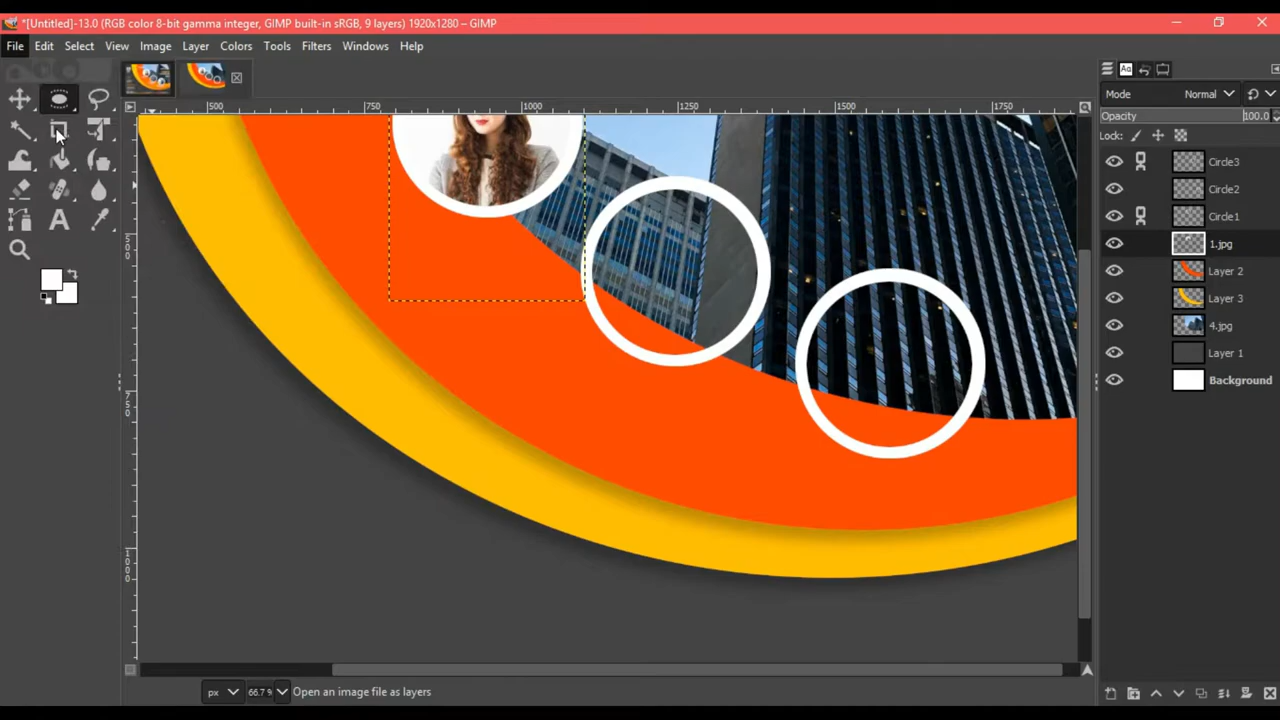 *[Untitled]-13.0 (RGB color 8-bit gamma integer, GIMP built-in sRGB, 9 layers) 1920x1280 – GIMP
File Edit Select View Image Layer Colors Tools Filters Windows Help
Mode Normal
Opacity 100.0
Lock:
500 750 1000 1250 1500 1750
Circle3
Circle2
Circle1
1.jpg
Layer 2
Layer 3
4.jpg
Layer 1
Background
500
750
1000
px 66.7 % Open an image file as layers